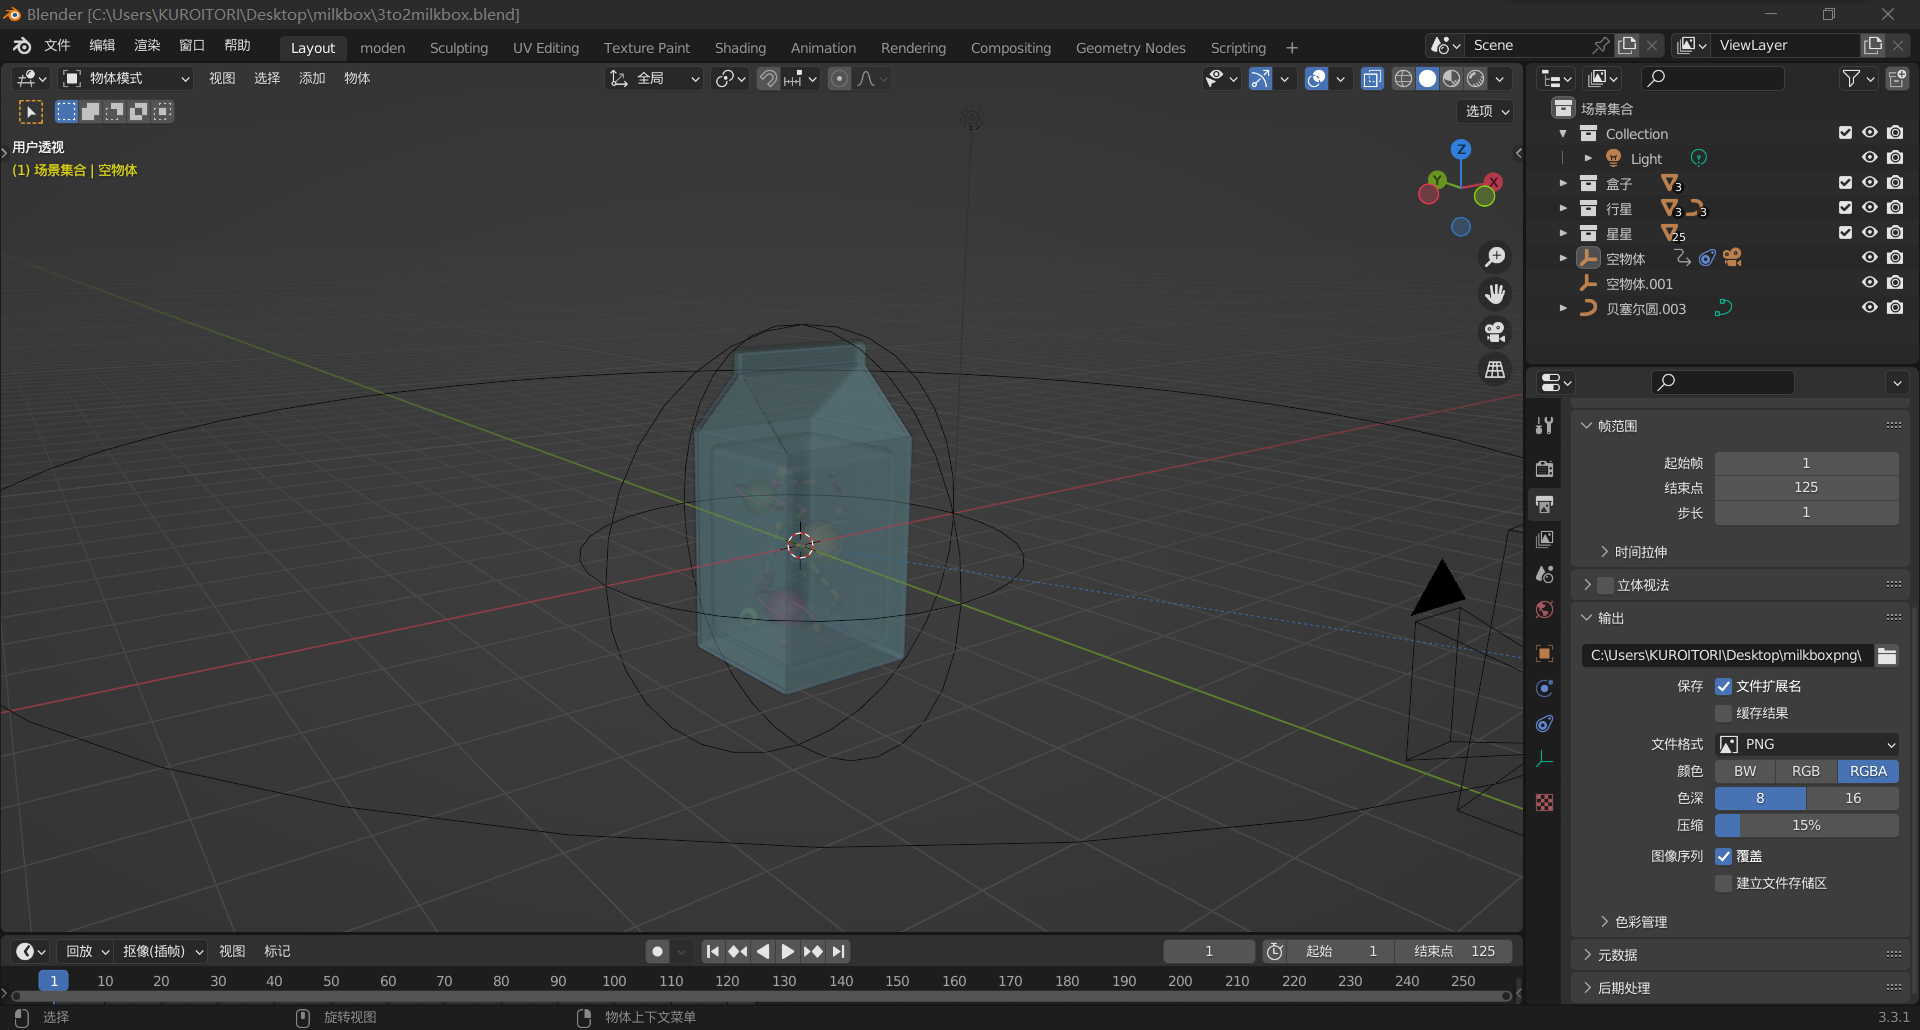 Blender [C:\Users\KUROITORI\Desktop\milkbox\3to2milkbox.blend]
文件 编辑 渲染 窗口 帮助 Layout moden Sculpting UV Editing Texture Paint Shading Animation Rendering Compositing Geometry Nodes Scripting + Scene ViewLayer
物体模式 视图 选择 添加 物体 全局
选项
用户透视
(1) 场景集合 | 空物体
Z
Y
X
场景集合
Collection
Light
盒子 3
行星 3 3
星星 25
空物体
空物体.001
贝塞尔圆.003
帧范围
起始帧 1
结束点 125
步长 1
时间拉伸
立体视法
输出
C:\Users\KUROITORI\Desktop\milkboxpng\
保存 文件扩展名
缓存结果
文件格式 PNG
颜色 BW RGB RGBA
色深 8 16
压缩 15%
图像序列 覆盖
建立文件存储区
色彩管理
元数据
后期处理
回放 抠像(插帧) 视图 标记 1 起始 1 结束点 125
1 10 20 30 40 50 60 70 80 90 100 110 120 130 140 150 160 170 180 190 200 210 220 230 240 250
选择 旋转视图 物体上下文菜单 3.3.1